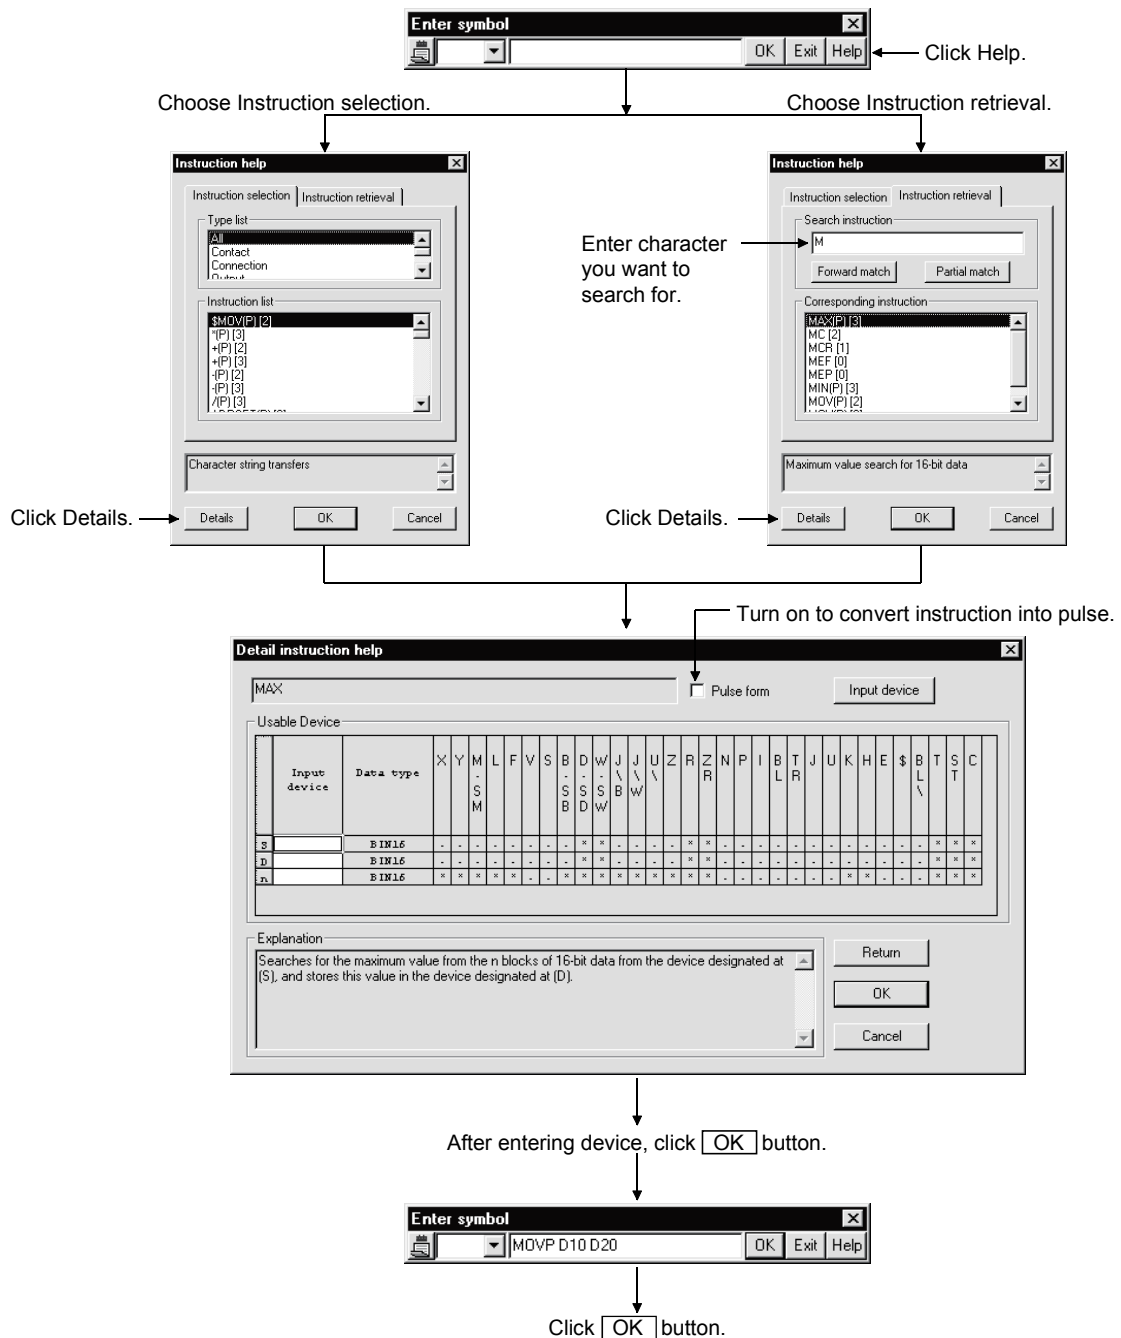 Enter symbol
OK Exit Help
Click Help.
Choose Instruction selection.
Choose Instruction retrieval.
Instruction help
Instruction selection Instruction retrieval
Type list
All
Contact
Connection
Output
Instruction list
$MOV(P) [2]
*(P) [3]
+(P) [2]
+(P) [3]
-(P) [2]
-(P) [3]
/(P) [3]
Character string transfers
Click Details.
Details OK Cancel
Instruction help
Instruction selection Instruction retrieval
Search instruction
Enter character
you want to
search for.
M
Forward match Partial match
Corresponding instruction
MAX(P) [3]
MC [2]
MCR [1]
MEF [0]
MEP [0]
MIN(P) [3]
MOV(P) [2]
Maximum value search for 16-bit data
Click Details.
Details OK Cancel
Turn on to convert instruction into pulse.
Detail instruction help
MAX Pulse form Input device
Usable Device
Input device Data type X Y M-SM L F V S B-SB D-SD W-SW J\B J\W U\ Z R ZR N P I BL TR J U K H E $ BL\ T ST C
S BIN16 - - - - - - - - * * - - - - * * - - - - - - - - - - - - * * *
D BIN16 - - - - - - - - * * - - - - * * - - - - - - - - - - - - * * *
n BIN16 * * * * * - - * * * * * * * * * - - - - - - - * * - - - * * *
Explanation
Searches for the maximum value from the n blocks of 16-bit data from the device designated at
(S), and stores this value in the device designated at (D).
Return
OK
Cancel
After entering device, click OK button.
Enter symbol
MOVP D10 D20 OK Exit Help
Click OK button.